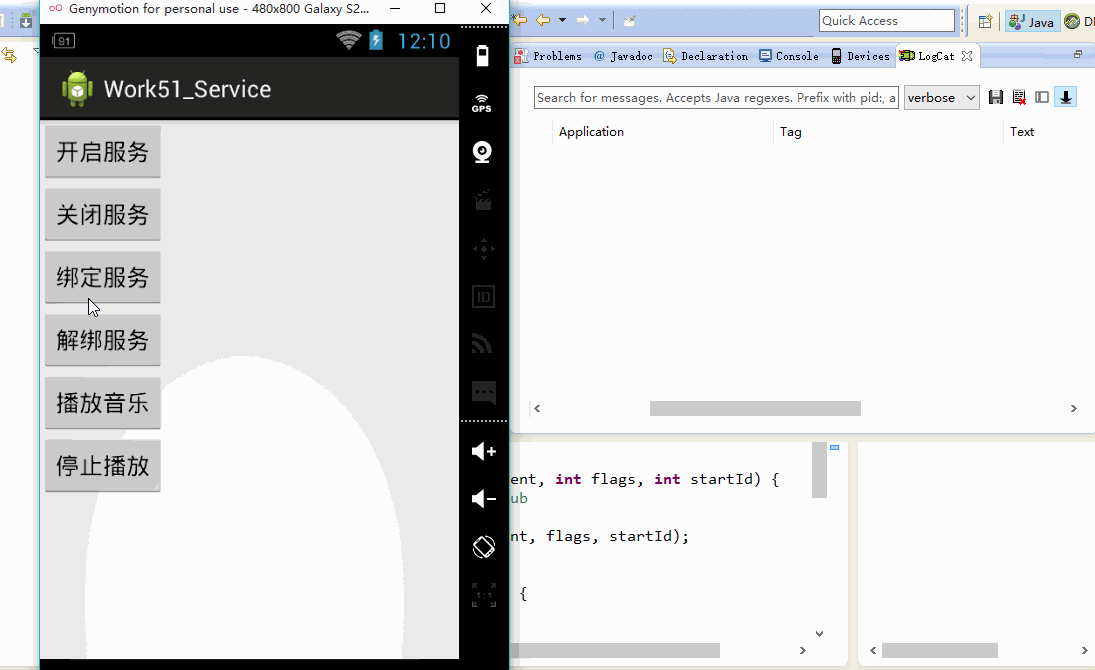 Genymotion for personal use - 480x800 Galaxy S2...
91
12:10
Work51_Service
开启服务
关闭服务
绑定服务
解绑服务
播放音乐
停止播放
GPS
ID
1:1
Quick Access
Java
Problems
@ Javadoc
Declaration
Console
Devices
LogCat
Search for messages. Accepts Java regexes. Prefix with pid:, a
verbose
Application
Tag
Text
ent, int flags, int startId) {
ub
nt, flags, startId);
{